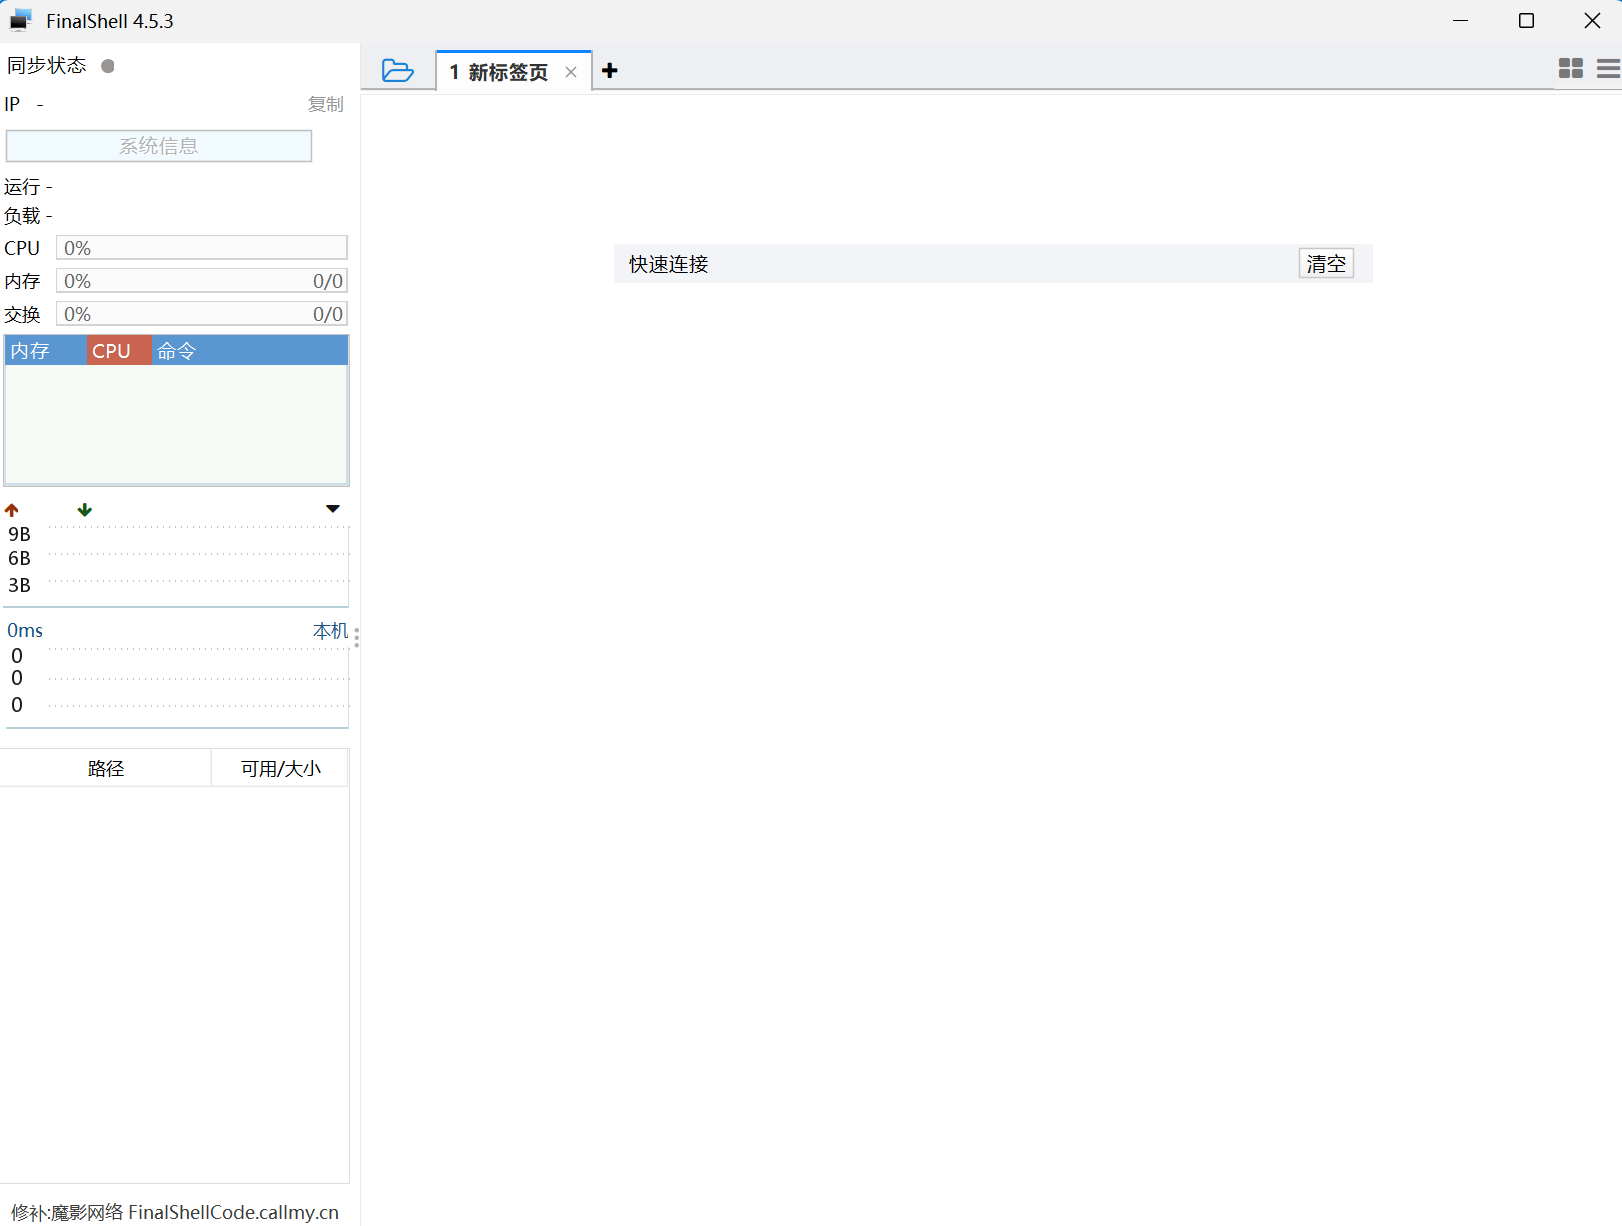 FinalShell 4.5.3
同步状态
IP -
复制
系统信息
运行 -
负载 -
CPU 0%
内存 0% 0/0
交换 0% 0/0
内存 CPU 命令
9B
6B
3B
0ms 本机
0
0
0
路径 可用/大小
修补:魔影网络 FinalShellCode.callmy.cn
1 新标签页
快速连接 清空